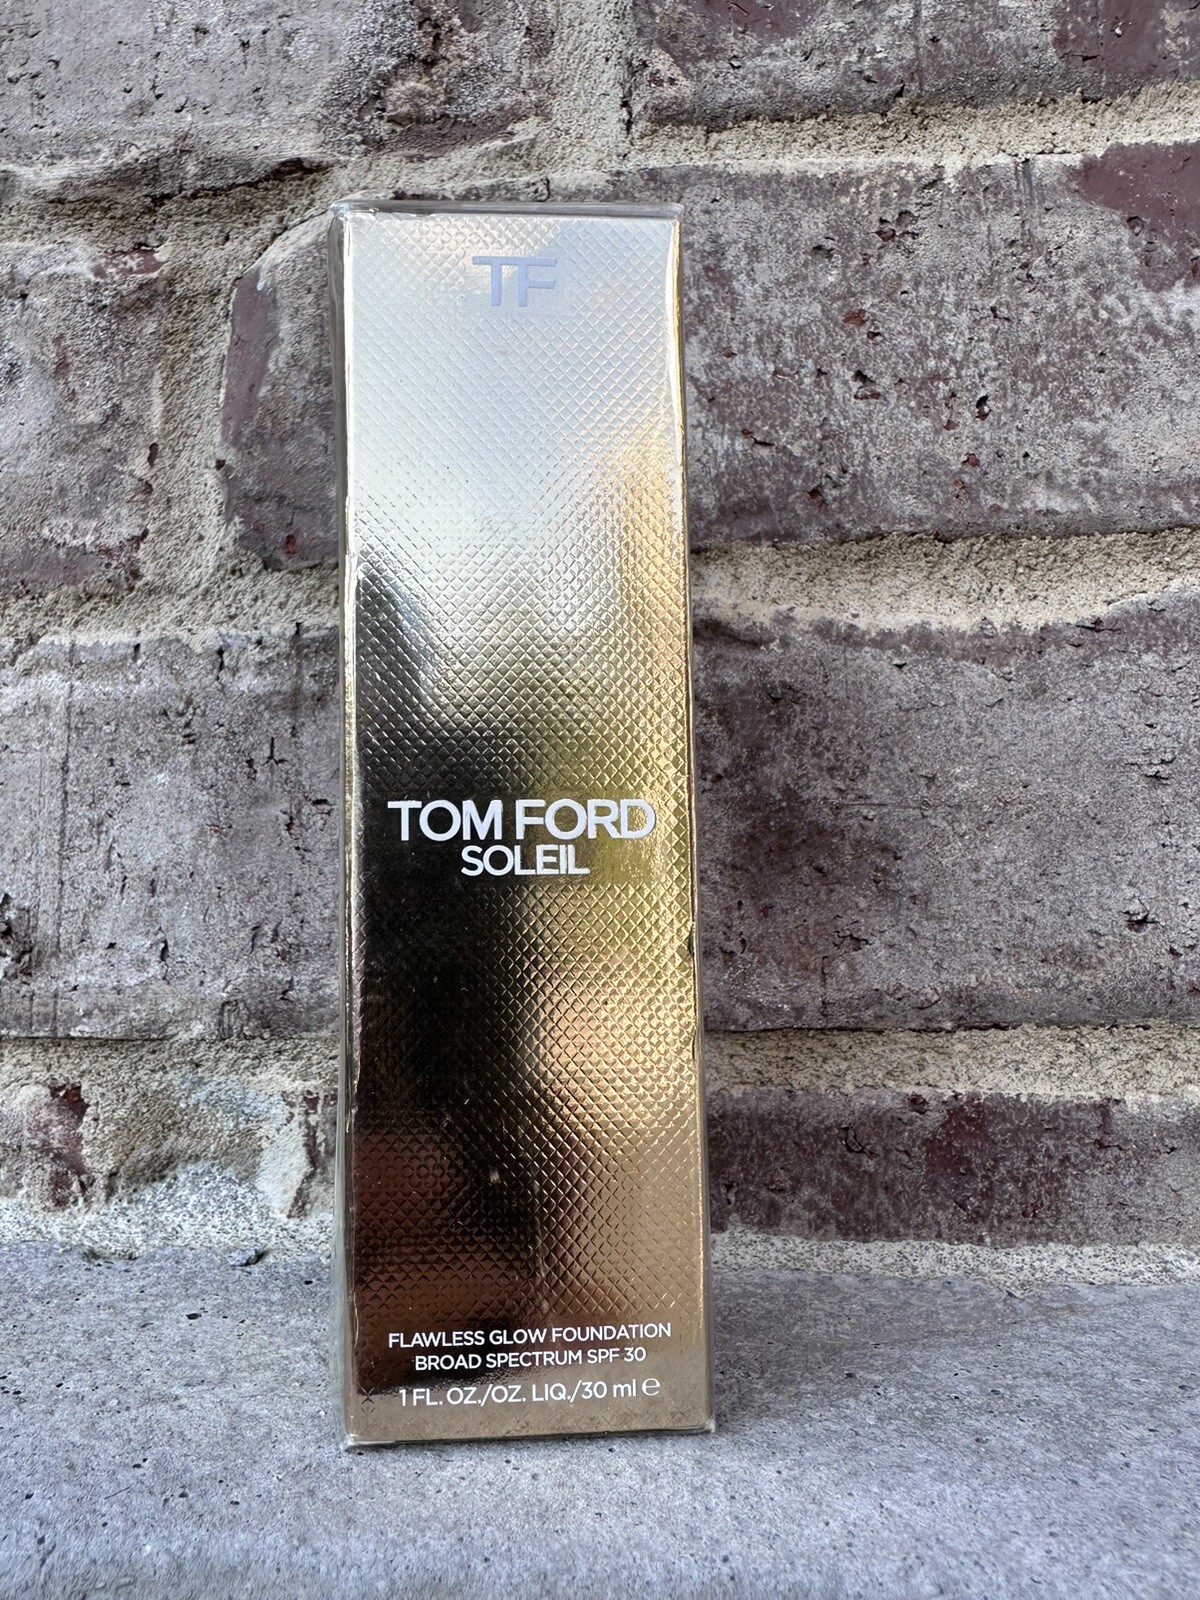 TF
TOM FORD
SOLEIL
FLAWLESS GLOW FOUNDATION
BROAD SPECTRUM SPF 30
1 FL. OZ./OZ. LIQ./30 ml ℮